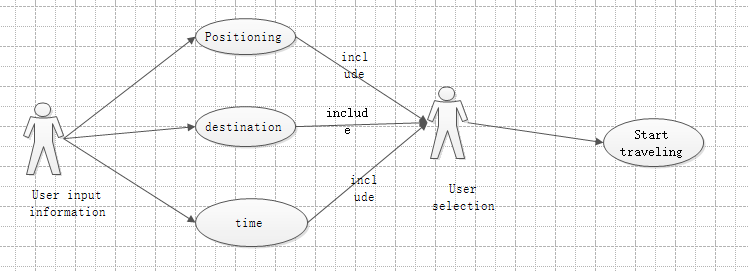 Positioning
incl
ude
destination
includ
e
Start
traveling
User input
information
incl
ude
User
selection
time